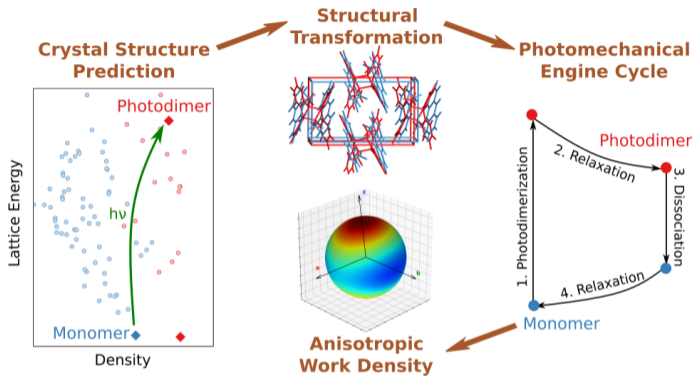 Structural
Transformation
Crystal Structure
Prediction
Photomechanical
Engine Cycle
Photodimer
Lattice Energy
hν
Monomer
Density
c
a
b
Photodimer
1. Photodimerization
2. Relaxation
3. Dissociation
4. Relaxation
Monomer
Anisotropic
Work Density